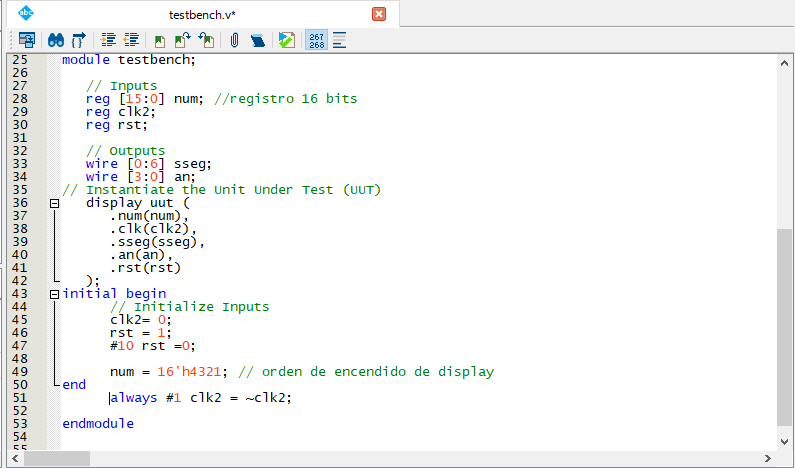 testbench.v*
abc
267
268
25 module testbench;
26
27 // Inputs
28 reg [15:0] num; //registro 16 bits
29 reg clk2;
30 reg rst;
31
32 // Outputs
33 wire [0:6] sseg;
34 wire [3:0] an;
35 // Instantiate the Unit Under Test (UUT)
36 display uut (
37 .num(num),
38 .clk(clk2),
39 .sseg(sseg),
40 .an(an),
41 .rst(rst)
42 );
43 initial begin
44 // Initialize Inputs
45 clk2= 0;
46 rst = 1;
47 #10 rst =0;
48
49 num = 16'h4321; // orden de encendido de display
50 end
51 always #1 clk2 = ~clk2;
52
53 endmodule
54
55